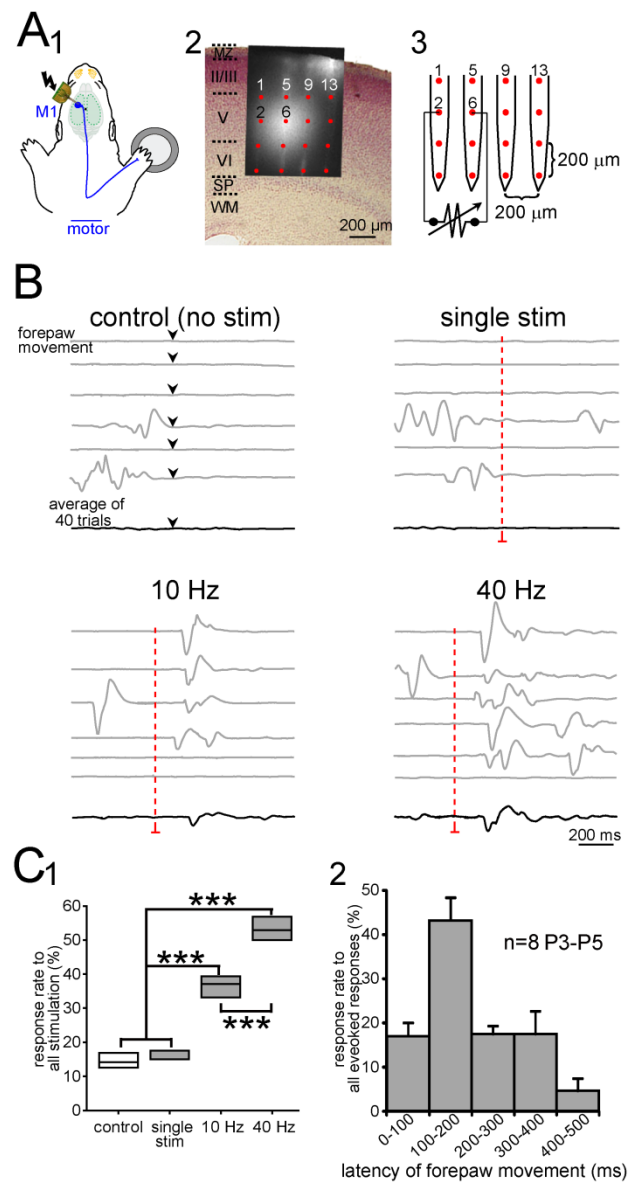 A1
M1
motor
2
MZ
II/III
V
VI
SP
WM
1 5 9 13
2 6
200 µm
3
1 5 9 13
2 6
200 µm
200 µm
B
control (no stim)
forepaw
movement
average of
40 trials
single stim
10 Hz
40 Hz
200 ms
C1
response rate to
all stimulation (%)
60
50
40
30
20
10
0
***
***
***
control
single
stim
10 Hz
40 Hz
2
response rate to
all eveoked responses (%)
50
40
30
20
10
0
n=8 P3-P5
0-100
100-200
200-300
300-400
400-500
latency of forepaw movement (ms)